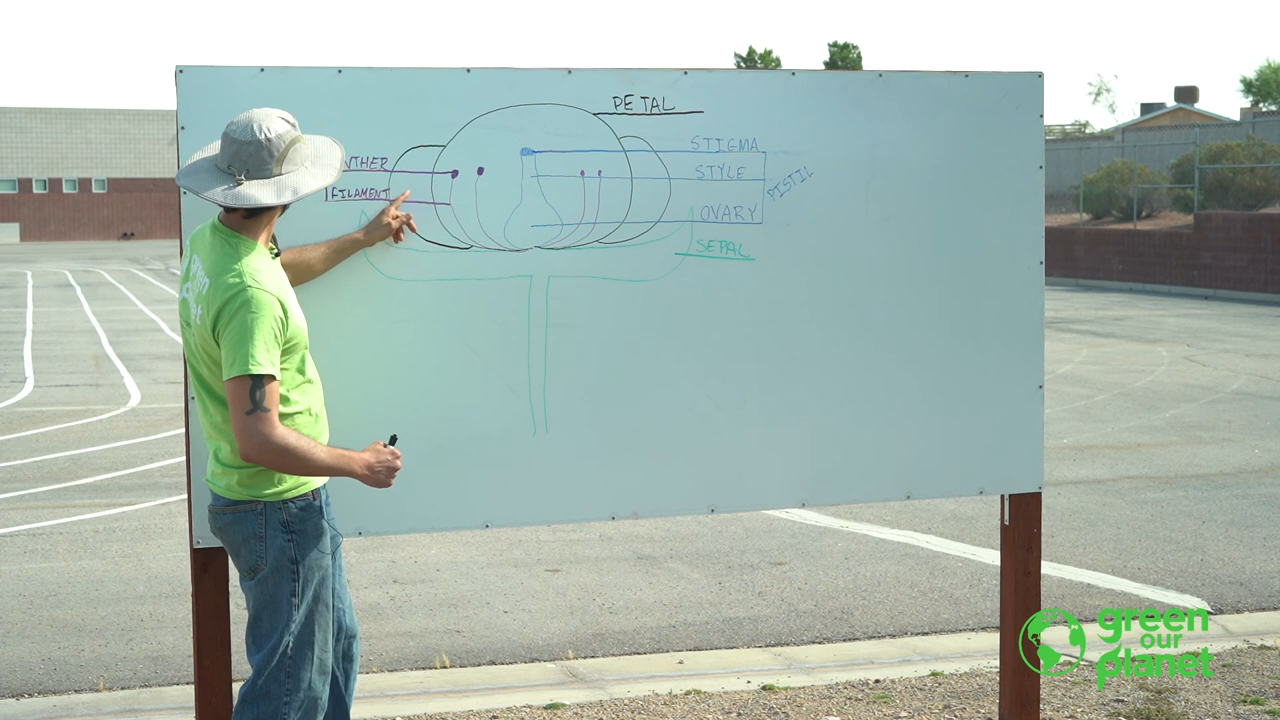 PETAL
STIGMA
STYLE
PISTIL
OVARY
SEPAL
NTHER
FILAMENT
green
our
planet